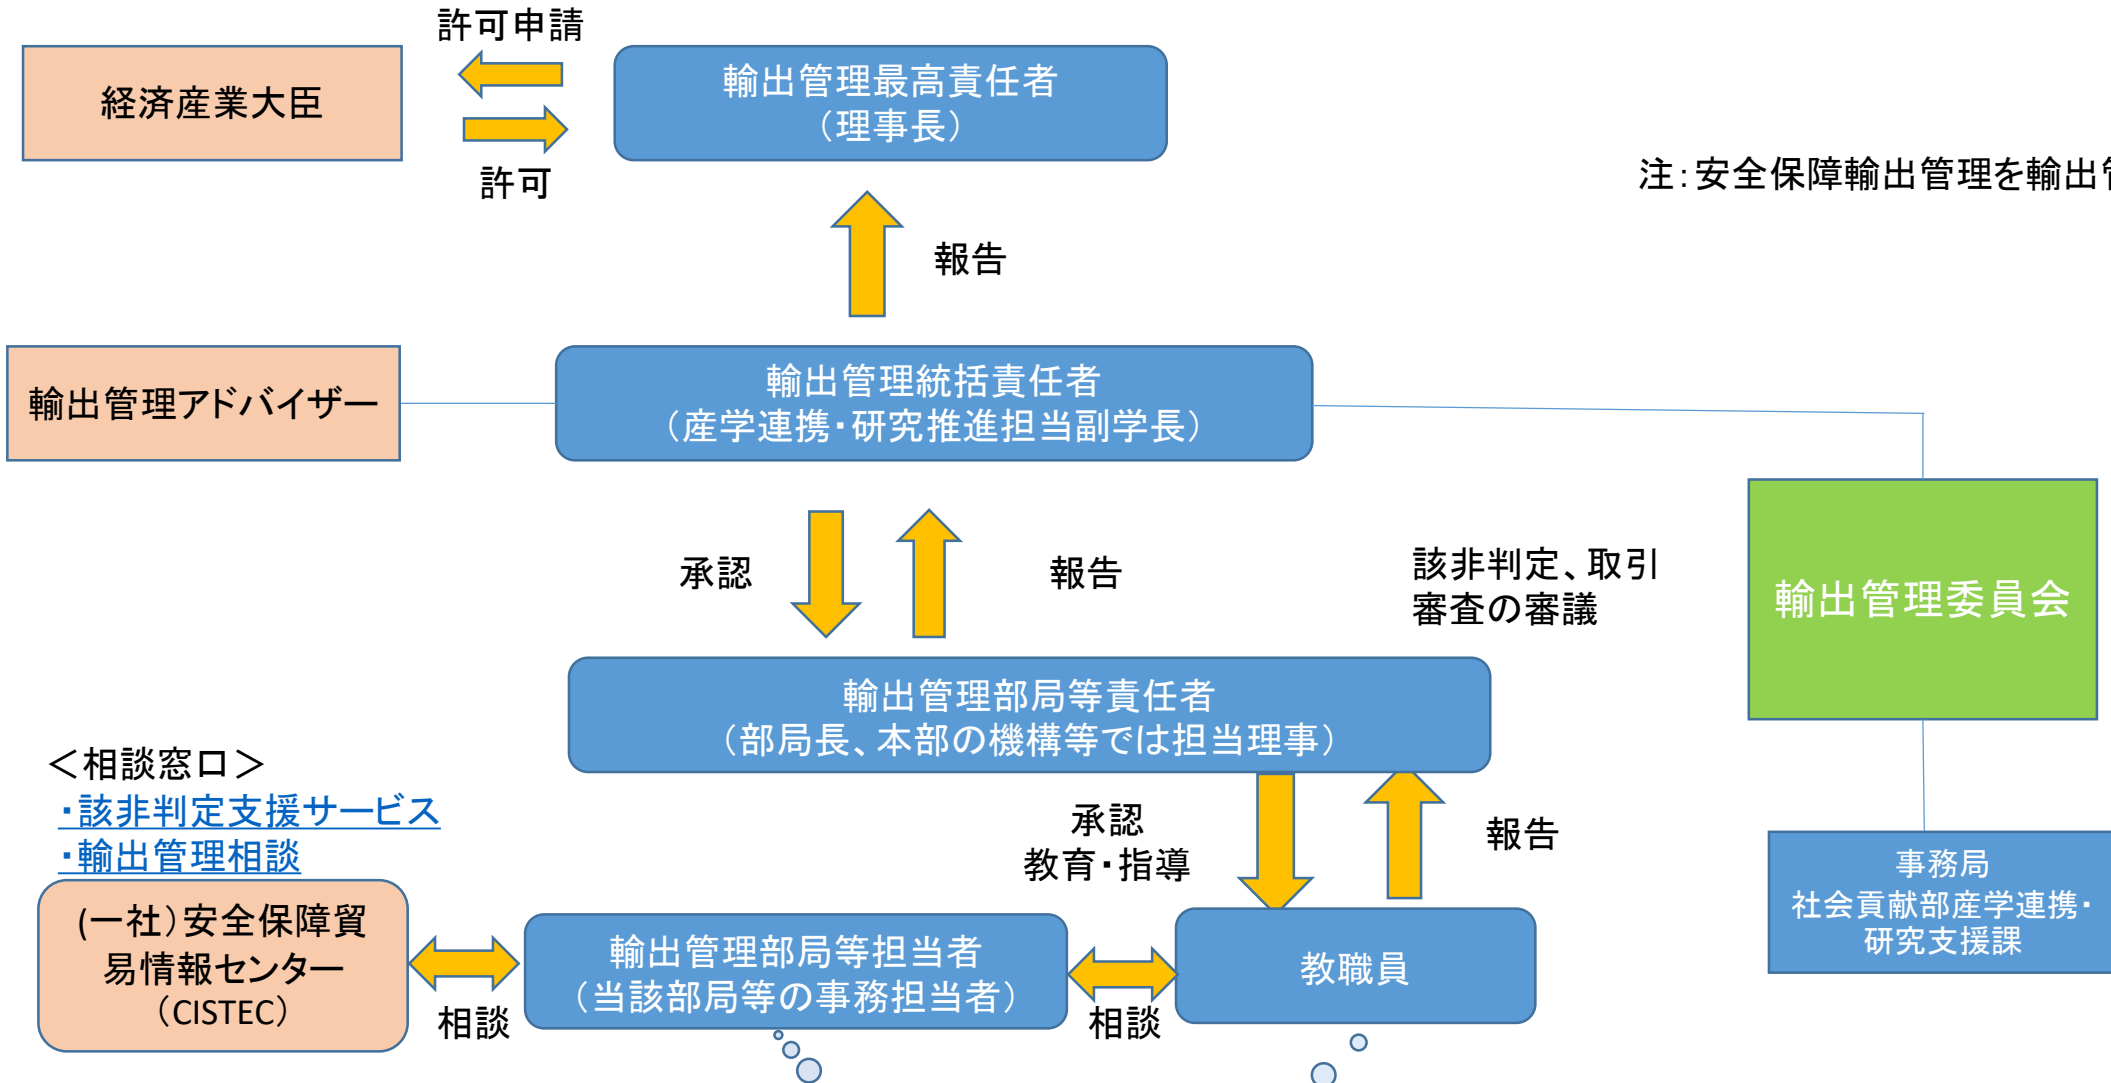 許可申請
経済産業大臣
輸出管理最高責任者
（理事長）
許可
注：安全保障輸出管理を輸出管
報告
輸出管理アドバイザー
輸出管理統括責任者
（産学連携・研究推進担当副学長）
承認
報告
該非判定、取引
審査の審議
輸出管理委員会
輸出管理部局等責任者
（部局長、本部の機構等では担当理事）
＜相談窓口＞
・該非判定支援サービス
・輸出管理相談
承認
教育・指導
報告
事務局
社会貢献部産学連携・
研究支援課
(一社）安全保障貿
易情報センター
（CISTEC）
相談
輸出管理部局等担当者
（当該部局等の事務担当者）
相談
教職員